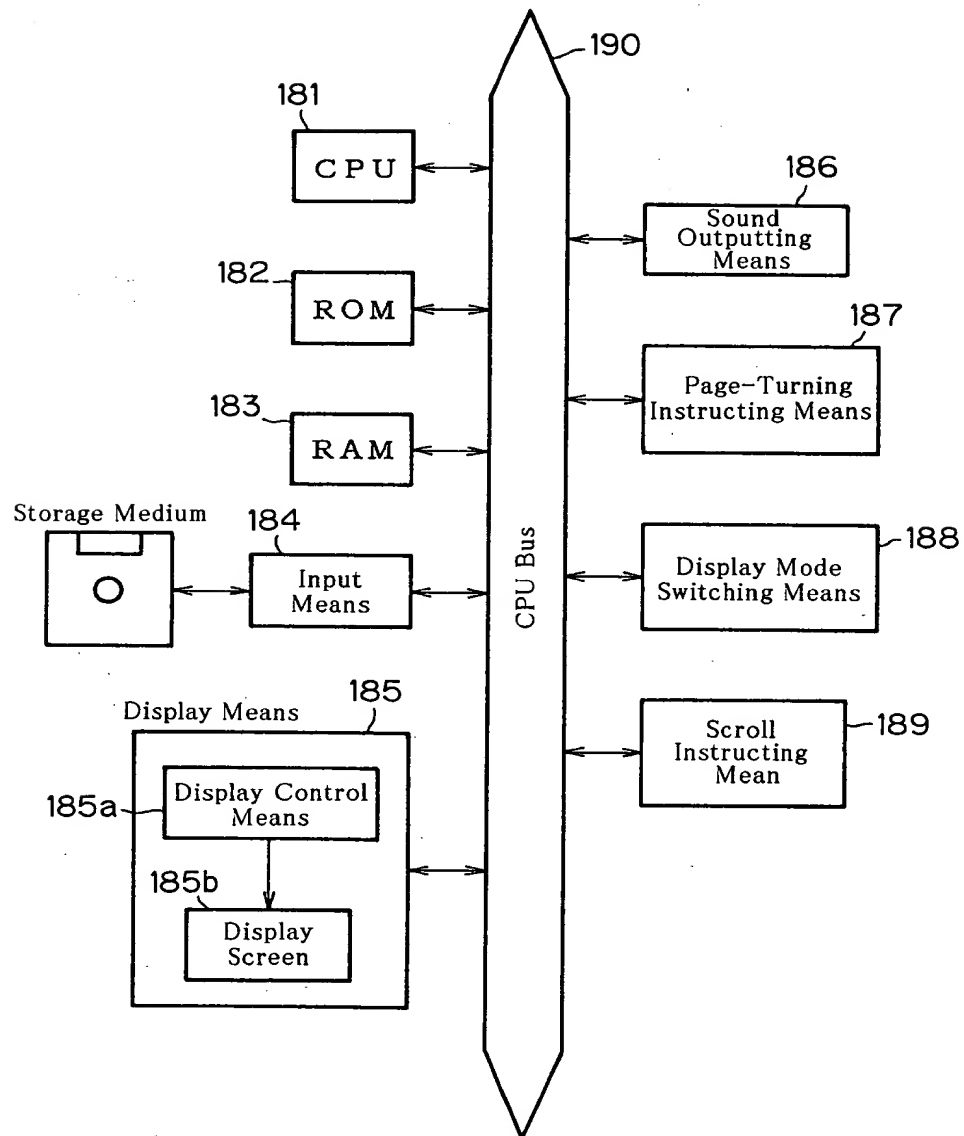 190
181
CPU
186
Sound
Outputting
Means
182
ROM
187
Page-Turning
Instructing Means
183
RAM
Storage Medium
184
Input
Means
CPU Bus
188
Display Mode
Switching Means
Display Means
185
189
Scroll
Instructing
Mean
185a
Display Control
Means
185b
Display
Screen